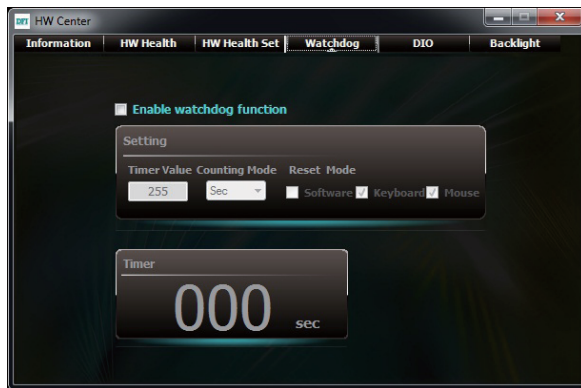 DFI HW Center
Information HW Health HW Health Set Watchdog DIO Backlight
Enable watchdog function
Setting
Timer Value Counting Mode Reset Mode
255 Sec Software Keyboard Mouse
Timer
000 sec